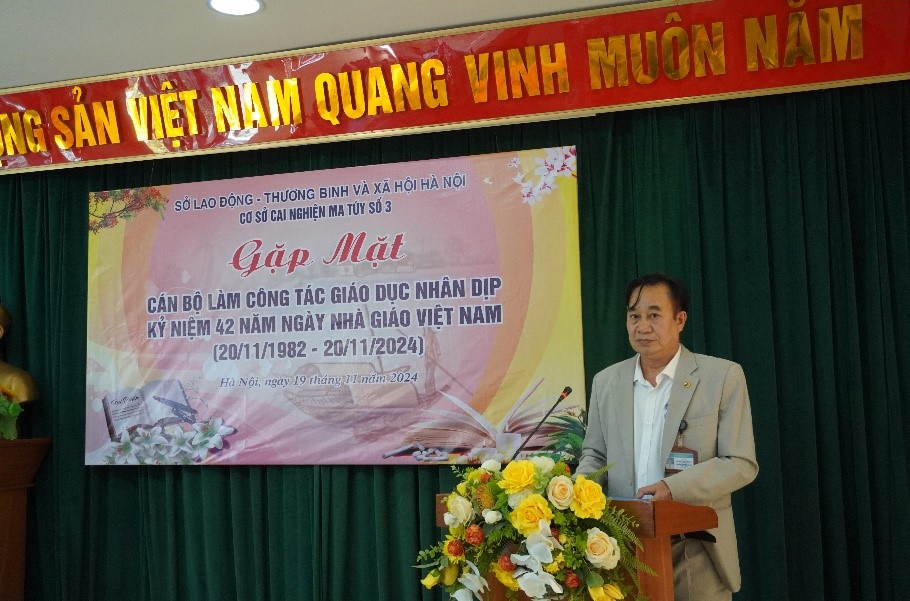 SẢN VIỆT NAM QUANG VINH MUÔN NĂM
SỞ LAO ĐỘNG - THƯƠNG BINH VÀ XÃ HỘI HÀ NỘI
CƠ SỞ CAI NGHIỆN MA TÚY SỐ 3
Gặp Mặt
CÁN BỘ LÀM CÔNG TÁC GIÁO DỤC NHÂN DỊP
KỶ NIỆM 42 NĂM NGÀY NHÀ GIÁO VIỆT NAM
(20/11/1982 - 20/11/2024)
Hà Nội, ngày 19 tháng 11 năm 2024